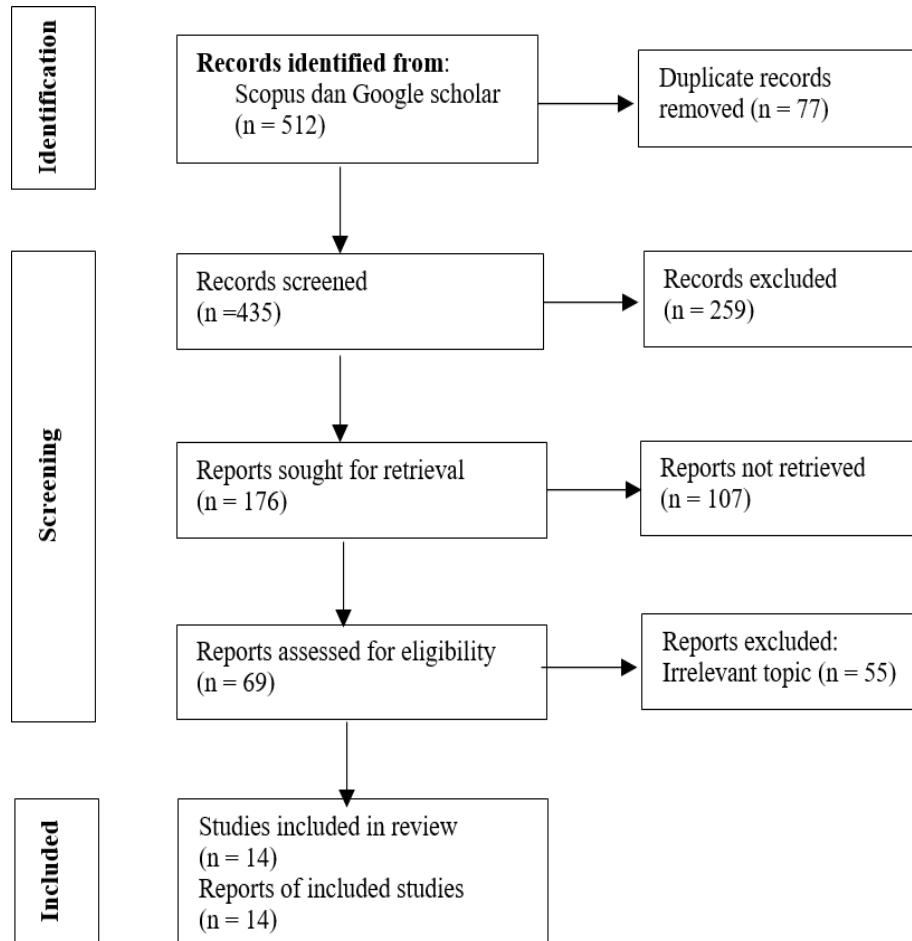 Identification
Records identified from:
Scopus dan Google scholar
(n = 512)
Duplicate records
removed (n = 77)
Screening
Records screened
(n =435)
Records excluded
(n = 259)
Reports sought for retrieval
(n = 176)
Reports not retrieved
(n = 107)
Reports assessed for eligibility
(n = 69)
Reports excluded:
Irrelevant topic (n = 55)
Included
Studies included in review
(n = 14)
Reports of included studies
(n = 14)